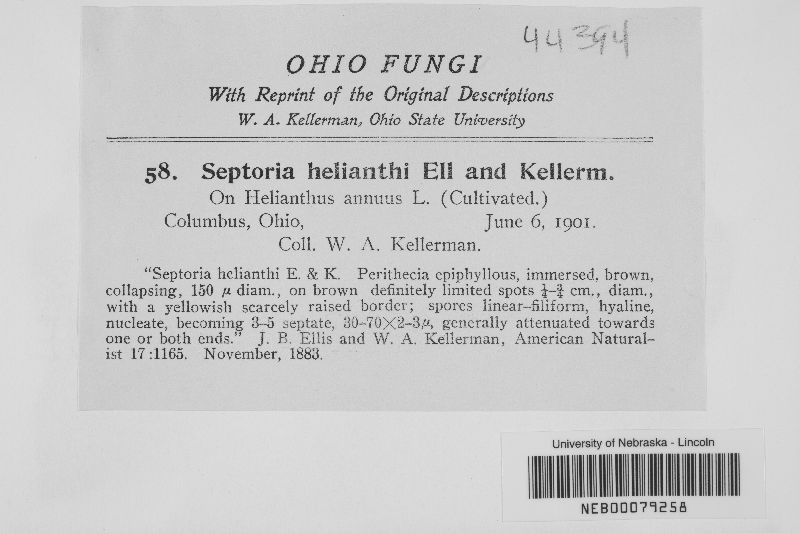 44394
OHIO FUNGI
With Reprint of the Original Descriptions
W. A. Kellerman, Ohio State University
58. Septoria helianthi Ell and Kellerm.
On Helianthus annuus L. (Cultivated.)
Columbus, Ohio, June 6, 1901.
Coll. W. A. Kellerman.
"Septoria helianthi E. & K. Perithecia epiphyllous, immersed, brown,
collapsing, 150 µ diam., on brown definitely limited spots ¼–¾ cm., diam.,
with a yellowish scarcely raised border; spores linear-filiform, hyaline,
nucleate, becoming 3–5 septate, 30–70×2–3µ, generally attenuated towards
one or both ends." J. B. Ellis and W. A. Kellerman, American Natural-
ist 17:1165. November, 1883.
University of Nebraska - Lincoln
NEB00079258